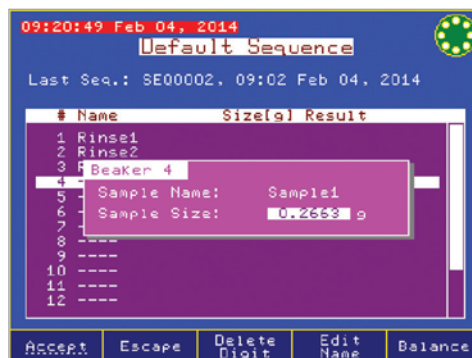 09:20:49 Feb 04, 2014
Default Sequence
Last Seq.: SE00002, 09:02 Feb 04, 2014
# Name Size[g] Result
1 Rinse1
2 Rinse2
3
Beaker 4
4
Sample Name: Sample1
5
Sample Size: 0.2663 g
6
7
8 ----
9 ----
10 ----
11 ----
12 ----
Accept Escape Delete Digit Edit Name Balance